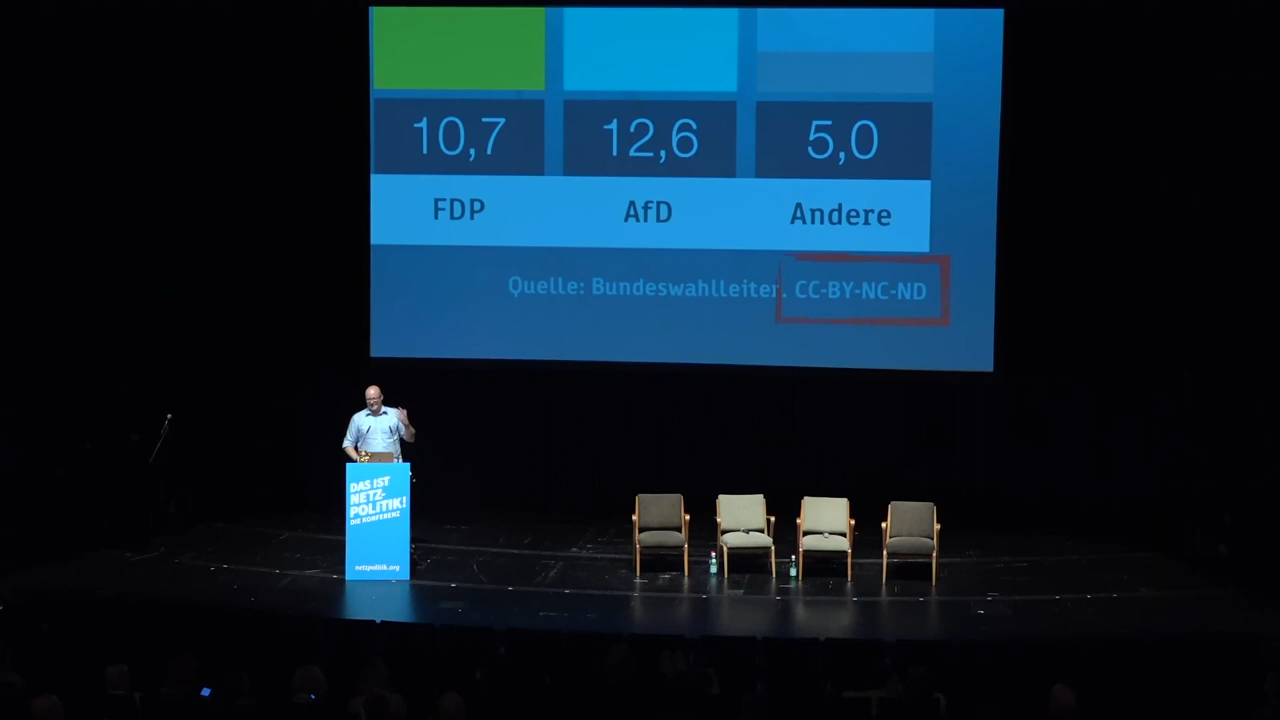 10,7 12,6 5,0
FDP AfD Andere
Quelle: Bundeswahlleiter. CC-BY-NC-ND
DAS IST
NETZ-
POLITIK!
DIE KONFERENZ
netzpolitik.org